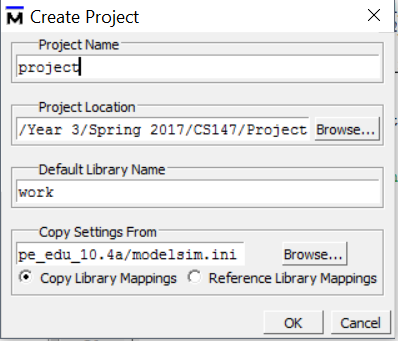 Create Project
Project Name
project
Project Location
/Year 3/Spring 2017/CS147/Project
Browse...
Default Library Name
work
Copy Settings From
pe_edu_10.4a/modelsim.ini
Browse...
Copy Library Mappings
Reference Library Mappings
OK
Cancel